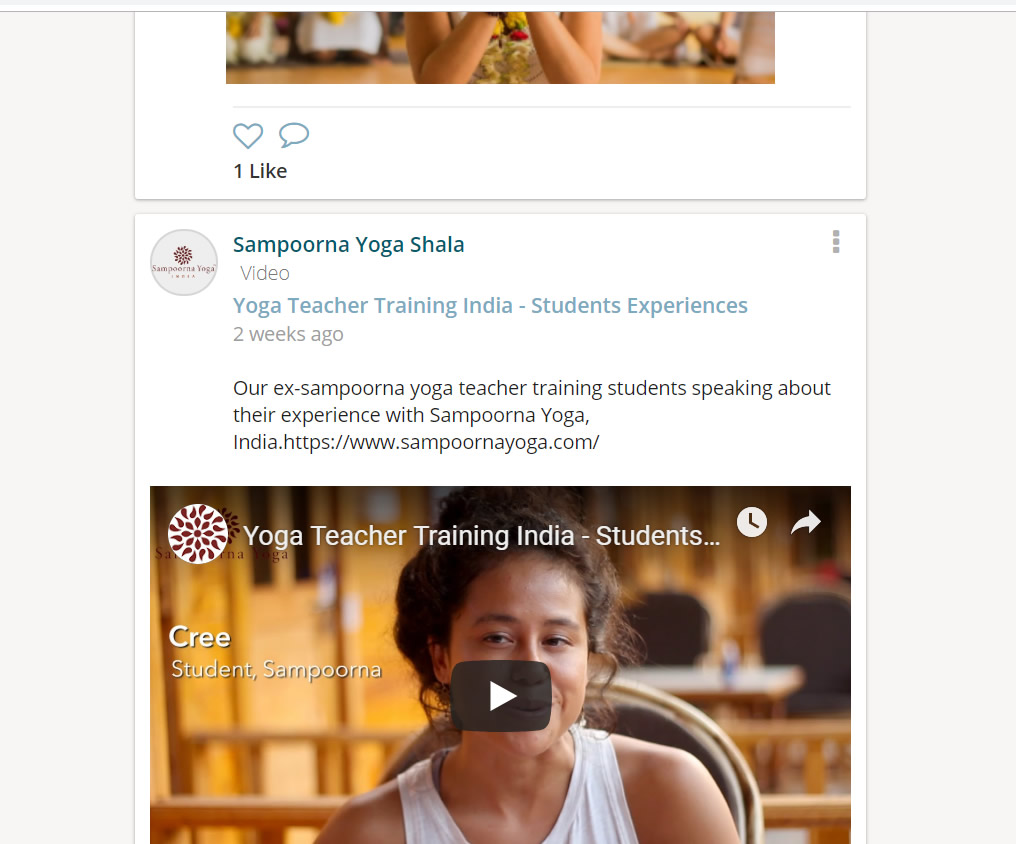 1 Like
Sampoorna Yoga
INDIA
Sampoorna Yoga Shala
Video
Yoga Teacher Training India - Students Experiences
2 weeks ago
Our ex-sampoorna yoga teacher training students speaking about
their experience with Sampoorna Yoga,
India.https://www.sampoornayoga.com/
Yoga Teacher Training India - Students...
Cree
Student, Sampoorna